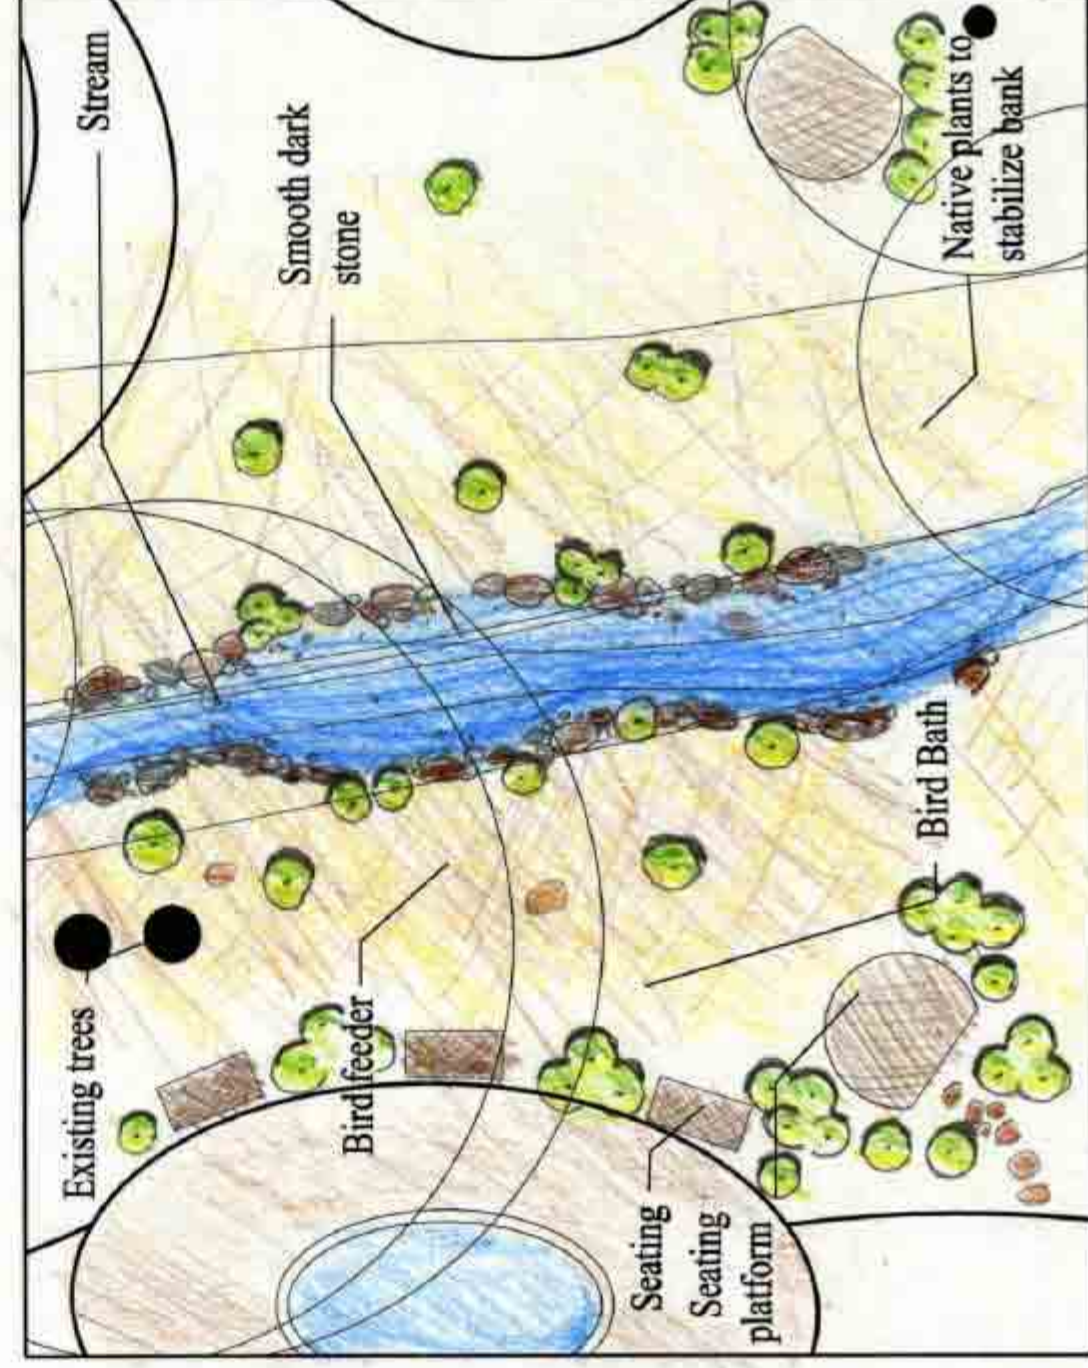 Existing trees
Stream
Birdfeeder
Smooth dark
stone
Seating
Seating
platform
Bird Bath
Native plants to
stabilize bank